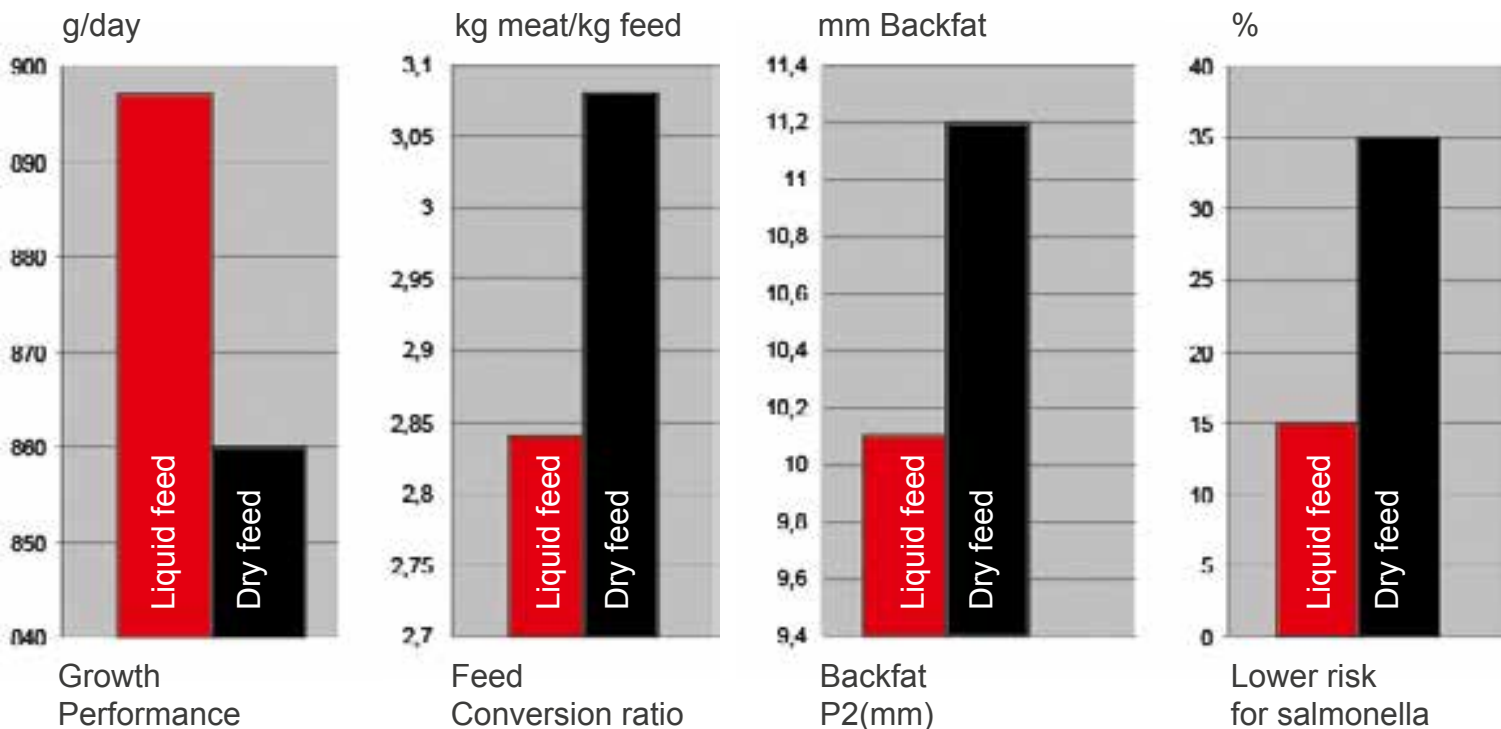 g/day
900
890
880
870
860
850
840
Liquid feed
Dry feed
Growth
Performance
kg meat/kg feed
3,1
3,05
3
2,95
2,9
2,85
2,8
2,75
2,7
Liquid feed
Dry feed
Feed
Conversion ratio
mm Backfat
11,4
11,2
11
10,8
10,6
10,4
10,2
10
9,8
9,6
9,4
Liquid feed
Dry feed
Backfat
P2(mm)
%
40
35
30
25
20
15
10
5
0
Liquid feed
Dry feed
Lower risk
for salmonella